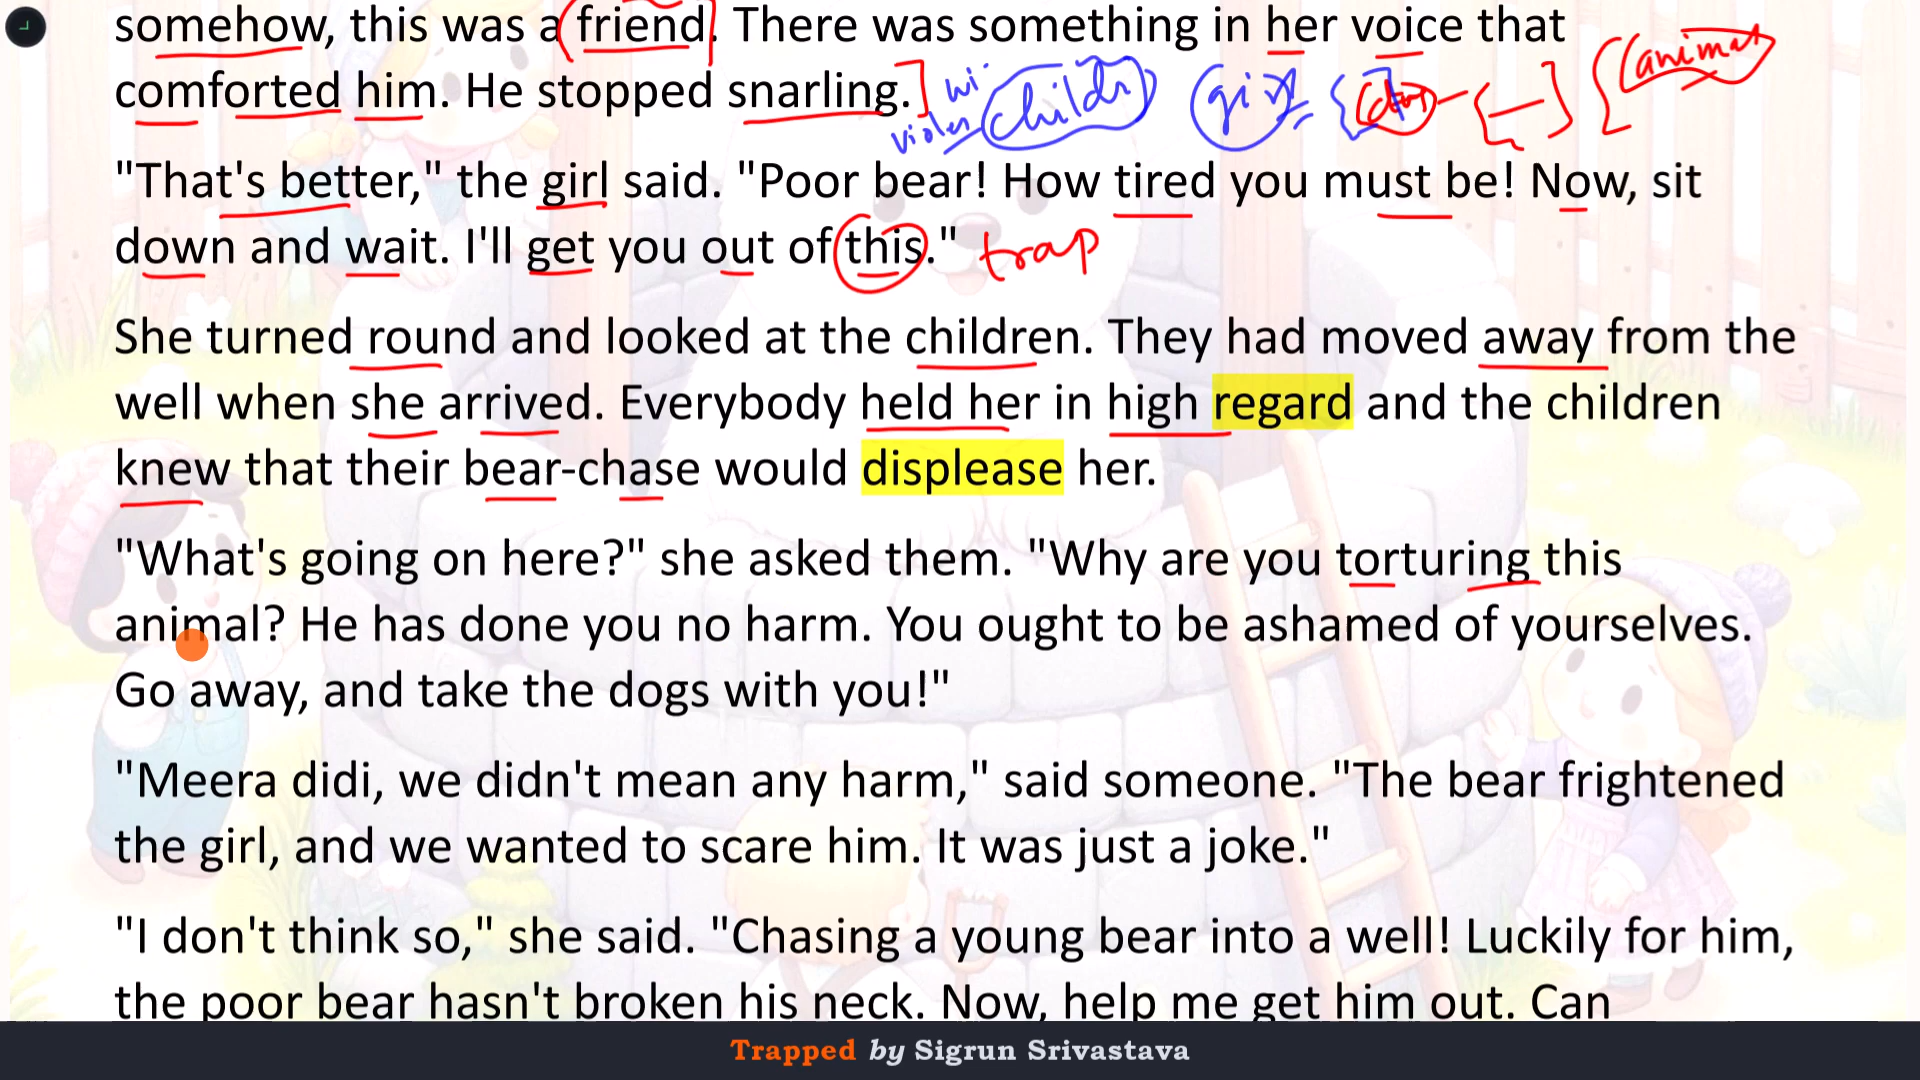 somehow, this was a friend. There was something in her voice that
comforted him. He stopped snarling.
animal
"That's better," the girl said. "Poor bear! How tired you must be! Now, sit
down and wait. I'll get you out of this." trap
She turned round and looked at the children. They had moved away from the
well when she arrived. Everybody held her in high regard and the children
knew that their bear-chase would displease her.
"What's going on here?" she asked them. "Why are you torturing this
animal? He has done you no harm. You ought to be ashamed of yourselves.
Go away, and take the dogs with you!"
"Meera didi, we didn't mean any harm," said someone. "The bear frightened
the girl, and we wanted to scare him. It was just a joke."
"I don't think so," she said. "Chasing a young bear into a well! Luckily for him,
the poor bear hasn't broken his neck. Now, help me get him out. Can
Trapped by Sigrun Srivastava